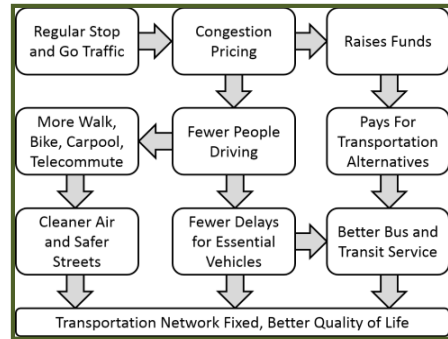 Regular Stop
and Go Traffic
Congestion
Pricing
Raises Funds
More Walk,
Bike, Carpool,
Telecommute
Fewer People
Driving
Pays For
Transportation
Alternatives
Cleaner Air
and Safer
Streets
Fewer Delays
for Essential
Vehicles
Better Bus and
Transit Service
Transportation Network Fixed, Better Quality of Life